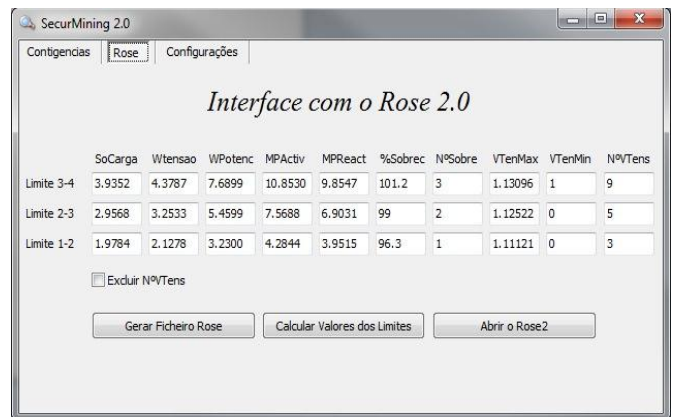 SecurMining 2.0
Contigencias Rose Configurações
Interface com o Rose 2.0
SoCarga Wtensao WPotenc MPActiv MPReact %Sobrec NºSobre VTenMax VTenMin NºVTens
Limite 3-4 3.9352 4.3787 7.6899 10.8530 9.8547 101.2 3 1.13096 1 9
Limite 2-3 2.9568 3.2533 5.4599 7.5688 6.9031 99 2 1.12522 0 5
Limite 1-2 1.9784 2.1278 3.2300 4.2844 3.9515 96.3 1 1.11121 0 3
Excluir NºVTens
Gerar Ficheiro Rose Calcular Valores dos Limites Abrir o Rose2